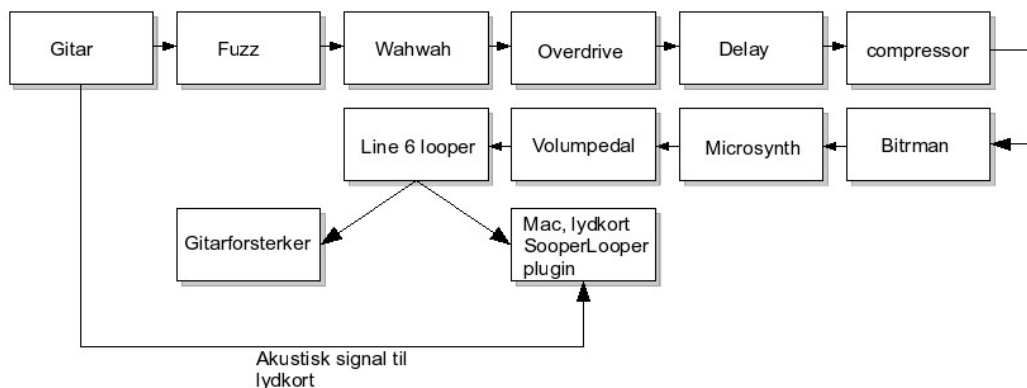 Gitar
Fuzz
Wahwah
Overdrive
Delay
compressor
Line 6 looper
Volumpedal
Microsynth
Bitrman
Gitarforsterker
Mac, lydkort
SooperLooper
plugin
Akustisk signal til
lydkort